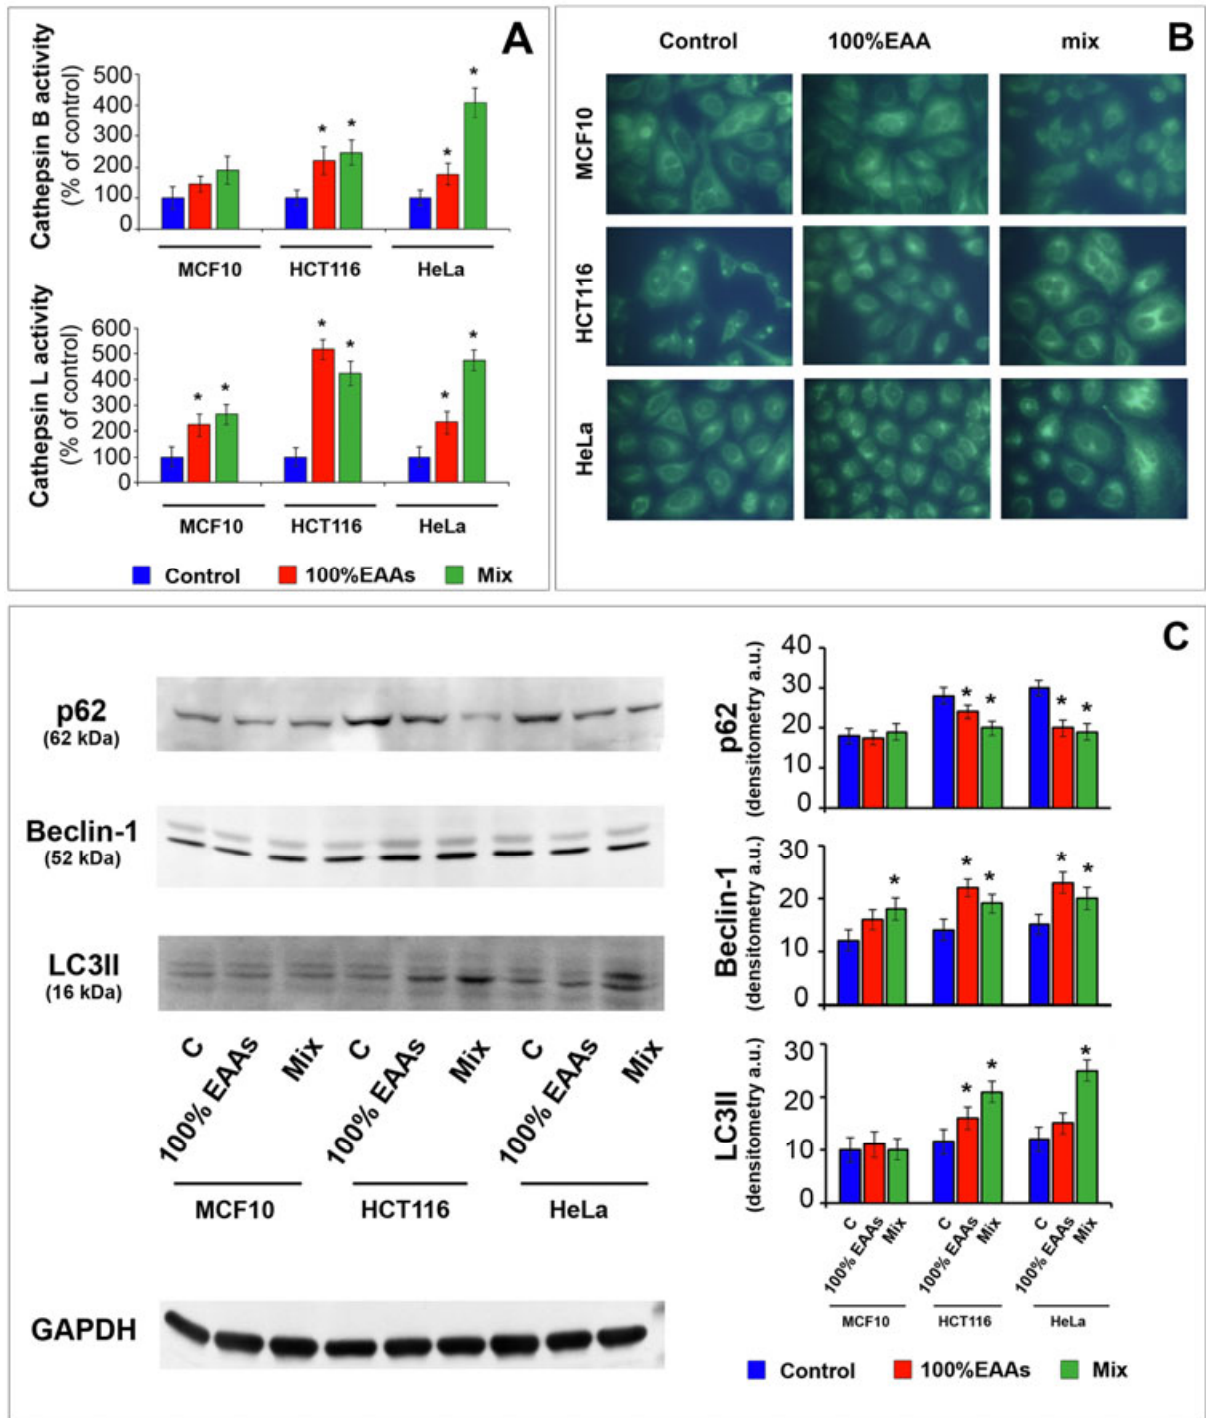 A
Cathepsin B activity
(% of control)
500
400
300
200
100
0
* * * *
MCF10 HCT116 HeLa
Cathepsin L activity
(% of control)
600
500
400
300
200
100
0
* * * * * *
MCF10 HCT116 HeLa
Control 100%EAAs Mix
B
Control 100%EAA mix
MCF10
HCT116
HeLa
C
p62
(62 kDa)
Beclin-1
(52 kDa)
LC3II
(16 kDa)
C 100% EAAs Mix C 100% EAAs Mix C 100% EAAs Mix
MCF10 HCT116 HeLa
GAPDH
p62
(densitometry a.u.)
40
30
20
10
0
* * * *
Beclin-1
(densitometry a.u.)
30
20
10
0
* * * * *
LC3II
(densitometry a.u.)
30
20
10
0
* * *
C 100% EAAs Mix C 100% EAAs Mix C 100% EAAs Mix
MCF10 HCT116 HeLa
Control 100%EAAs Mix